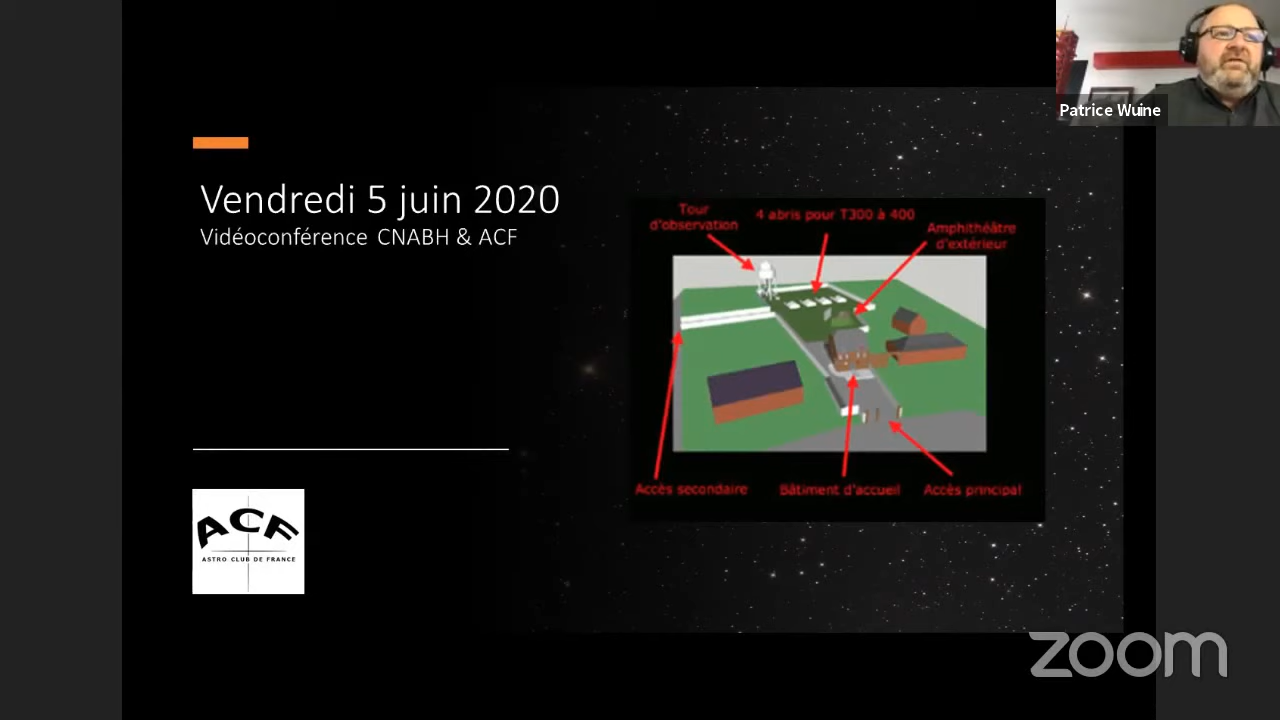 Patrice Wuine
Vendredi 5 juin 2020
Vidéoconférence CNABH & ACF
Tour
d'observation
4 abris pour T300 à 400
Amphithéâtre
d'extérieur
Accès secondaire
Bâtiment d'accueil
Accès principal
ACF
ASTRO CLUB DE FRANCE
zoom